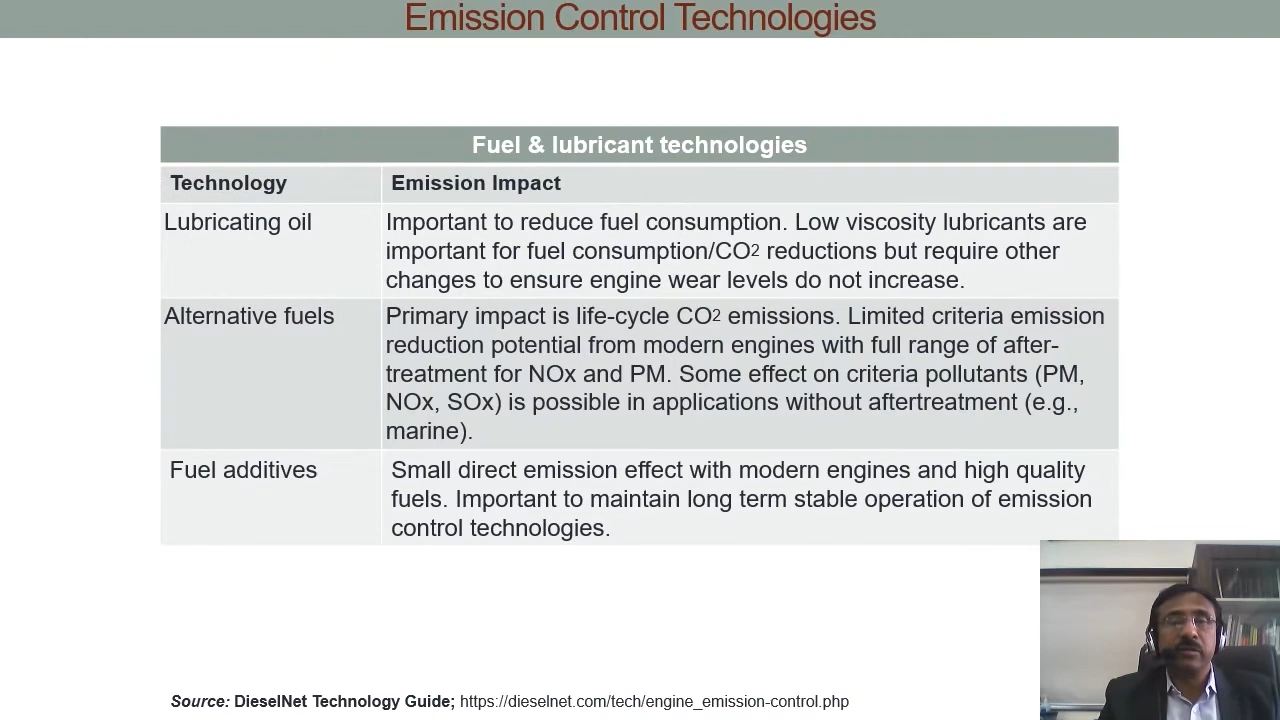 Emission Control Technologies
Fuel & lubricant technologies
Technology
Emission Impact
Lubricating oil
Important to reduce fuel consumption. Low viscosity lubricants are
important for fuel consumption/CO2 reductions but require other
changes to ensure engine wear levels do not increase.
Alternative fuels
Primary impact is life-cycle CO2 emissions. Limited criteria emission
reduction potential from modern engines with full range of after-
treatment for NOx and PM. Some effect on criteria pollutants (PM,
NOx, SOx) is possible in applications without aftertreatment (e.g.,
marine).
Fuel additives
Small direct emission effect with modern engines and high quality
fuels. Important to maintain long term stable operation of emission
control technologies.
Source: DieselNet Technology Guide; https://dieselnet.com/tech/engine_emission-control.php